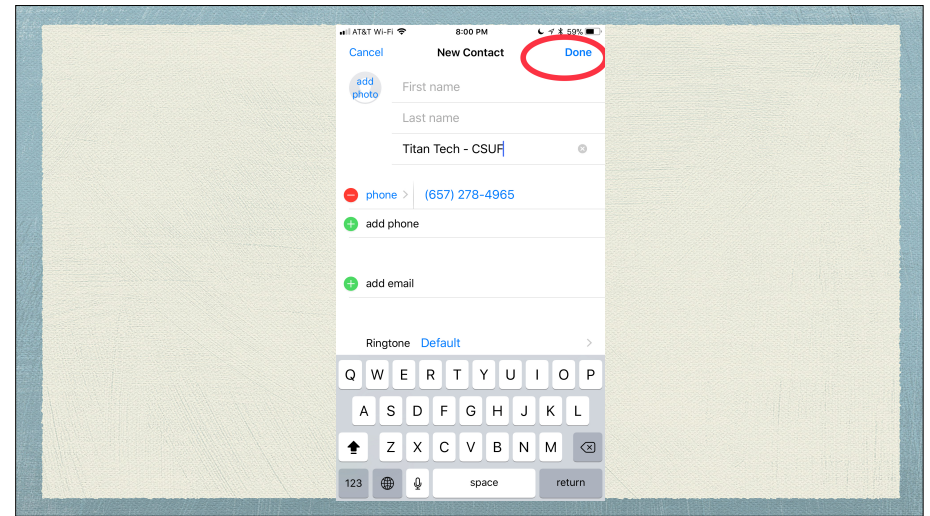 AT&T Wi-Fi 8:00 PM 59%
Cancel New Contact Done
add
photo
First name
Last name
Titan Tech - CSUF
phone (657) 278-4965
add phone
add email
Ringtone Default
Q W E R T Y U I O P
A S D F G H J K L
Z X C V B N M
123 space return